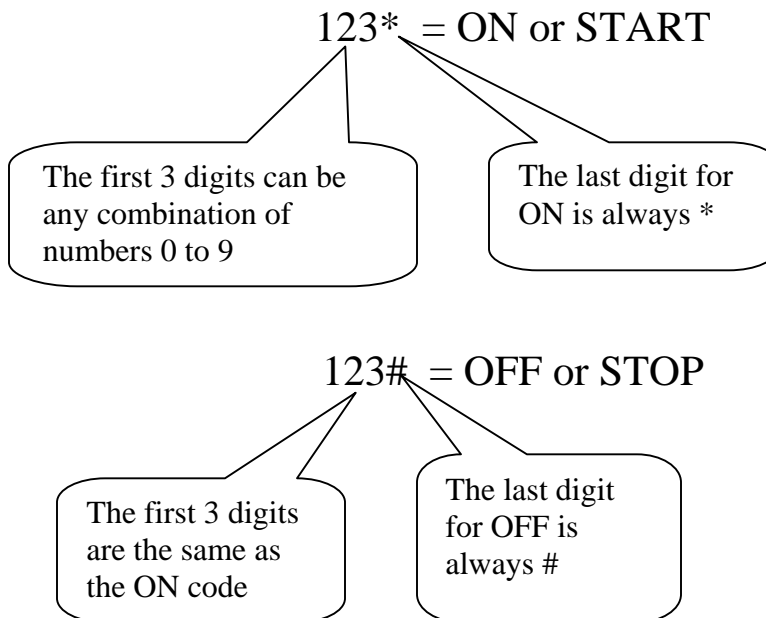 123* = ON or START
The first 3 digits can be
any combination of
numbers 0 to 9
The last digit for
ON is always *
123# = OFF or STOP
The first 3 digits
are the same as
the ON code
The last digit
for OFF is
always #